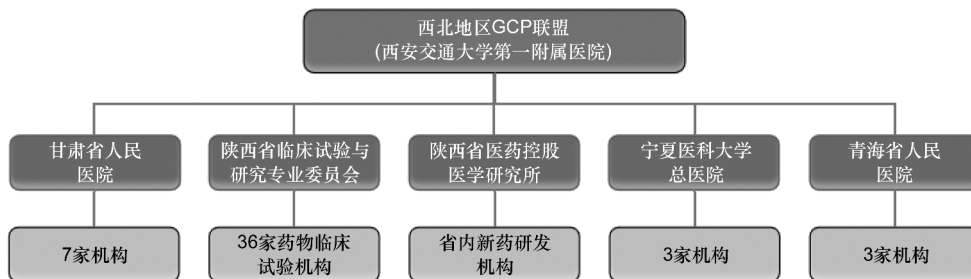 西北地区GCP联盟
(西安交通大学第一附属医院)
甘肃省人民
医院
陕西省临床试验与
研究专业委员会
陕西省医药控股
医学研究所
宁夏医科大学
总医院
青海省人民
医院
7家机构
36家药物临床
试验机构
省内新药研发
机构
3家机构
3家机构